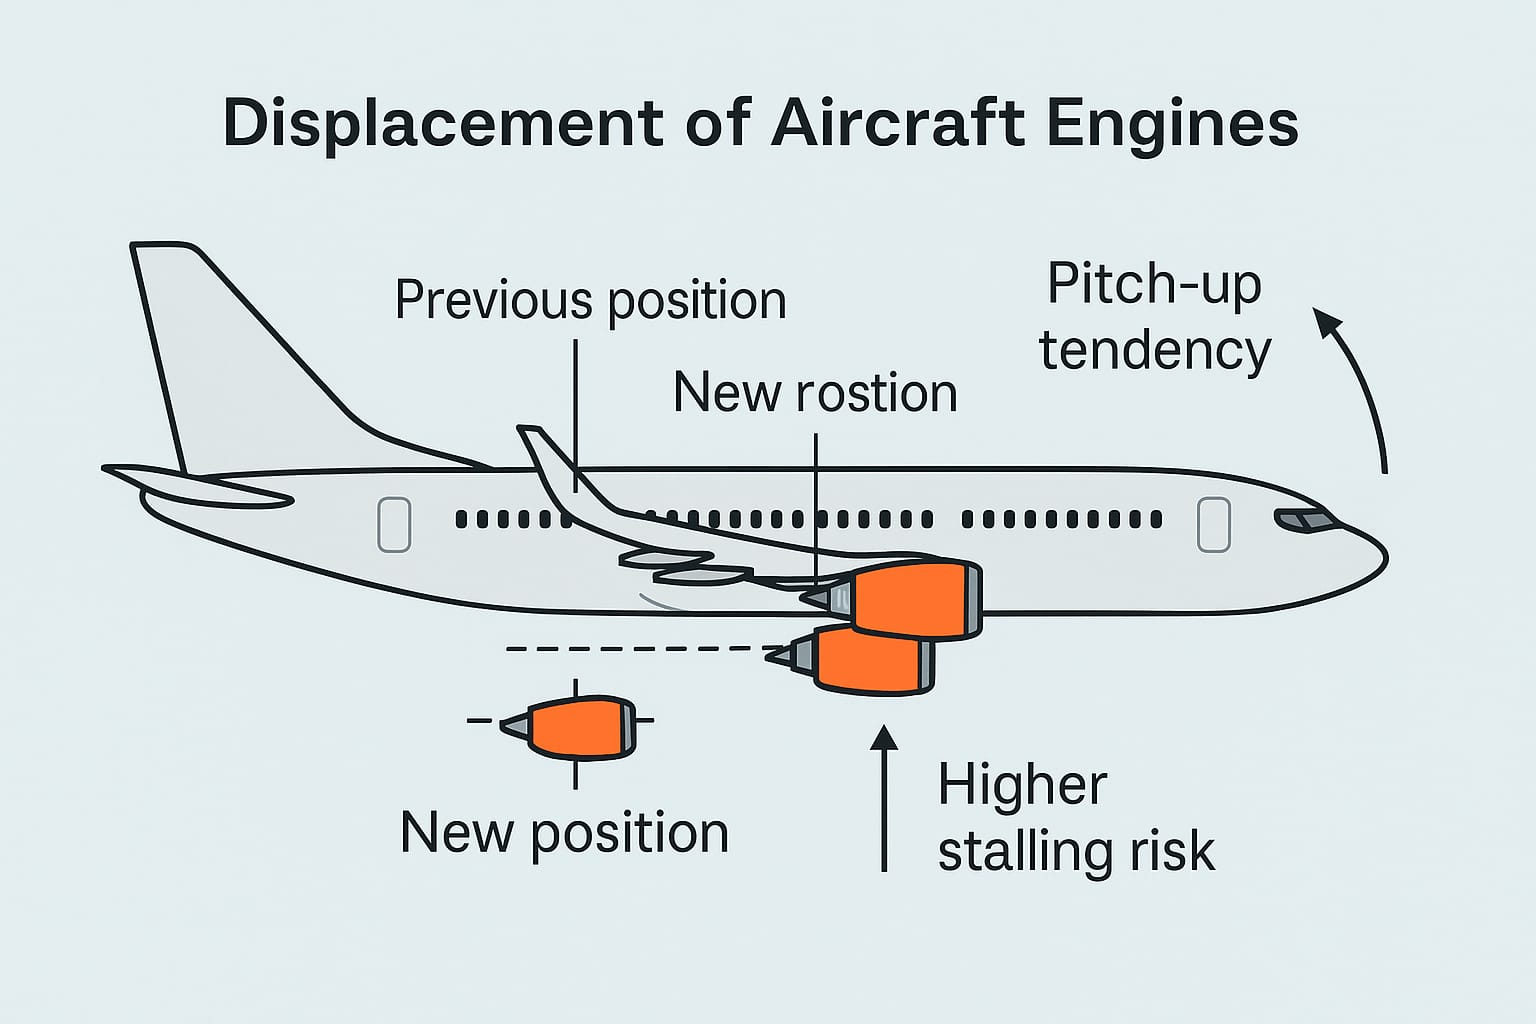 Displacement of Aircraft Engines
Previous position
New rostion
Pitch-up
tendency
New position
Higher
stalling risk